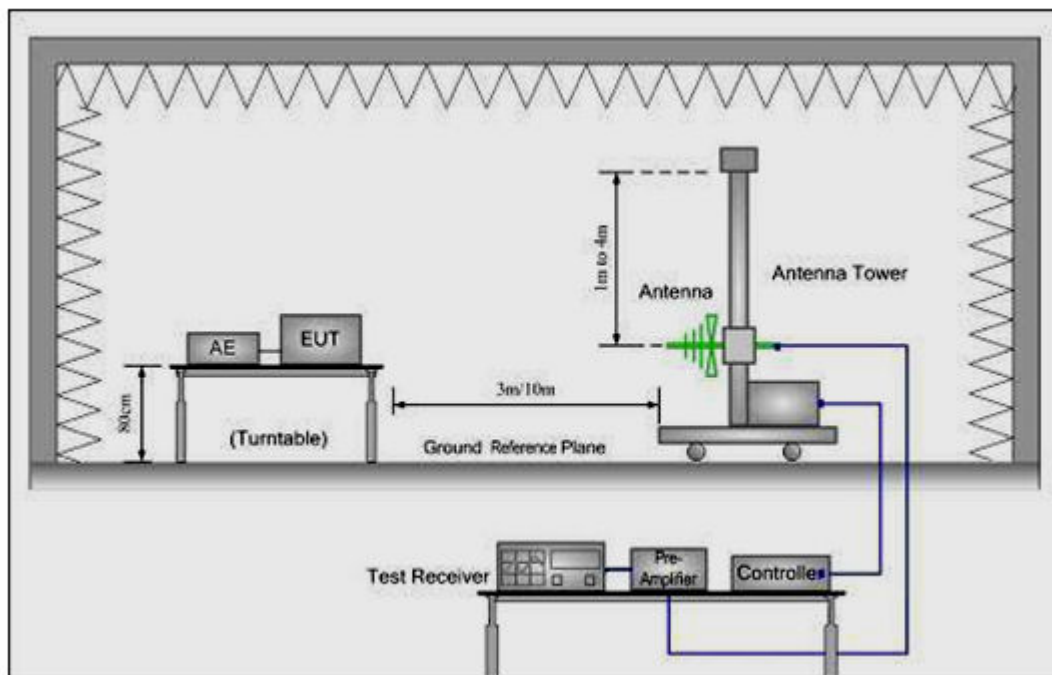 1m to 4m
Antenna Tower
Antenna
AE
EUT
80cm
3m/10m
(Turntable)
Ground Reference Plane
Test Receiver
Pre-
Amplifier
Controller